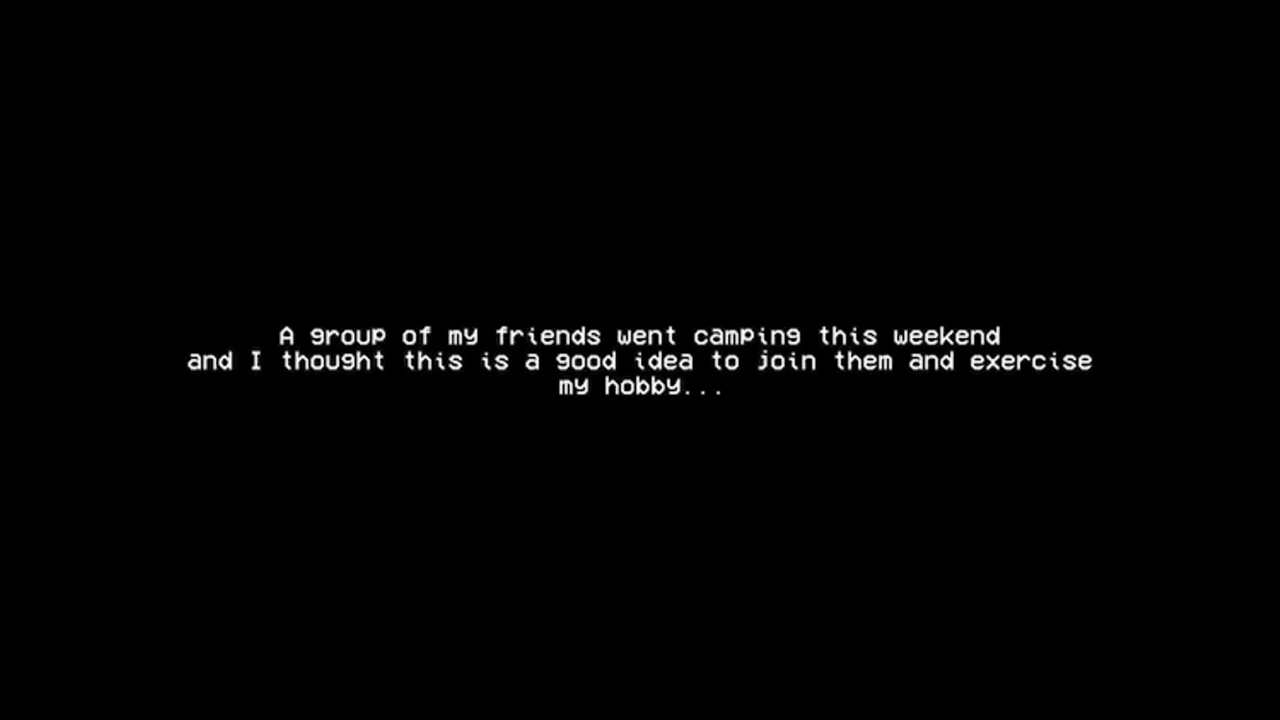 A group of my friends went camping this weekend
and I thought this is a good idea to join them and exercise
my hobby...